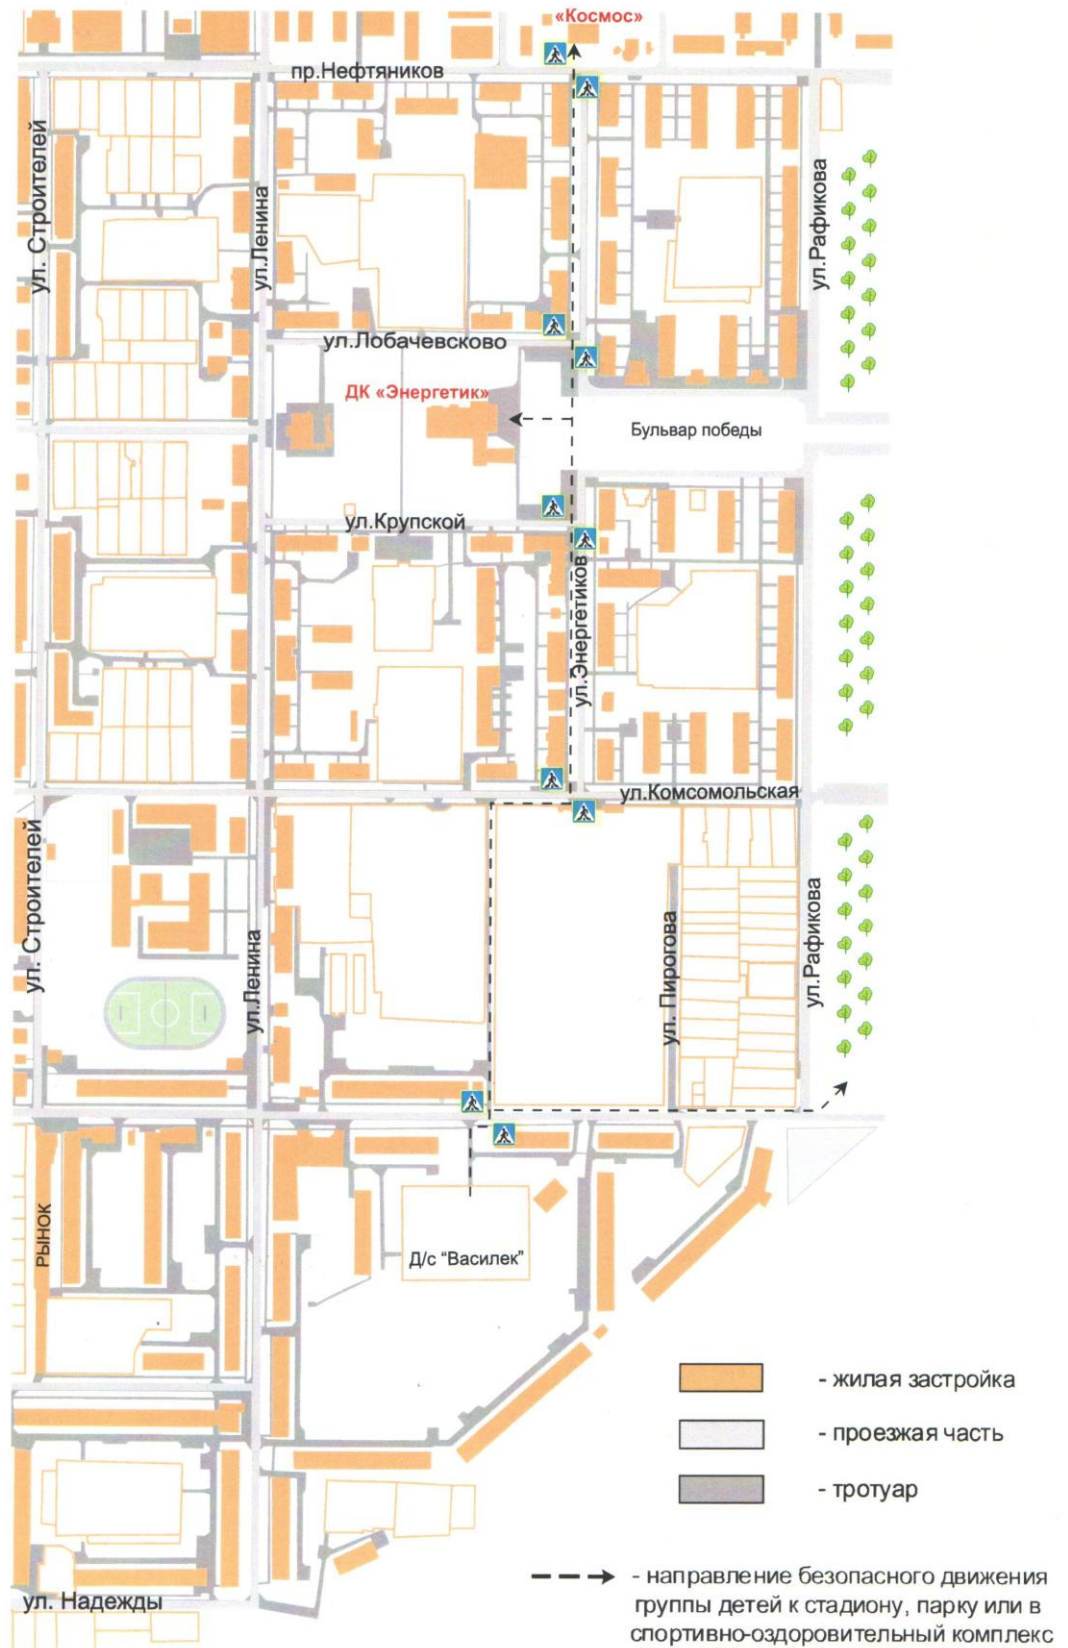 «Космос»
пр.Нефтяников
ул. Строителей
ул.Ленина
ул.Рафикова
ул.Лобачевсково
ДК «Энергетик»
Бульвар победы
ул.Крупской
ул.Энергетиков
ул.Комсомольская
ул. Строителей
ул.Ленина
ул. Пирогова
ул.Рафикова
РЫНОК
Д/с “Василек”
- жилая застройка
- проезжая часть
- тротуар
ул. Надежды
- направление безопасного движения
группы детей к стадиону, парку или в
спортивно-оздоровительный комплекс